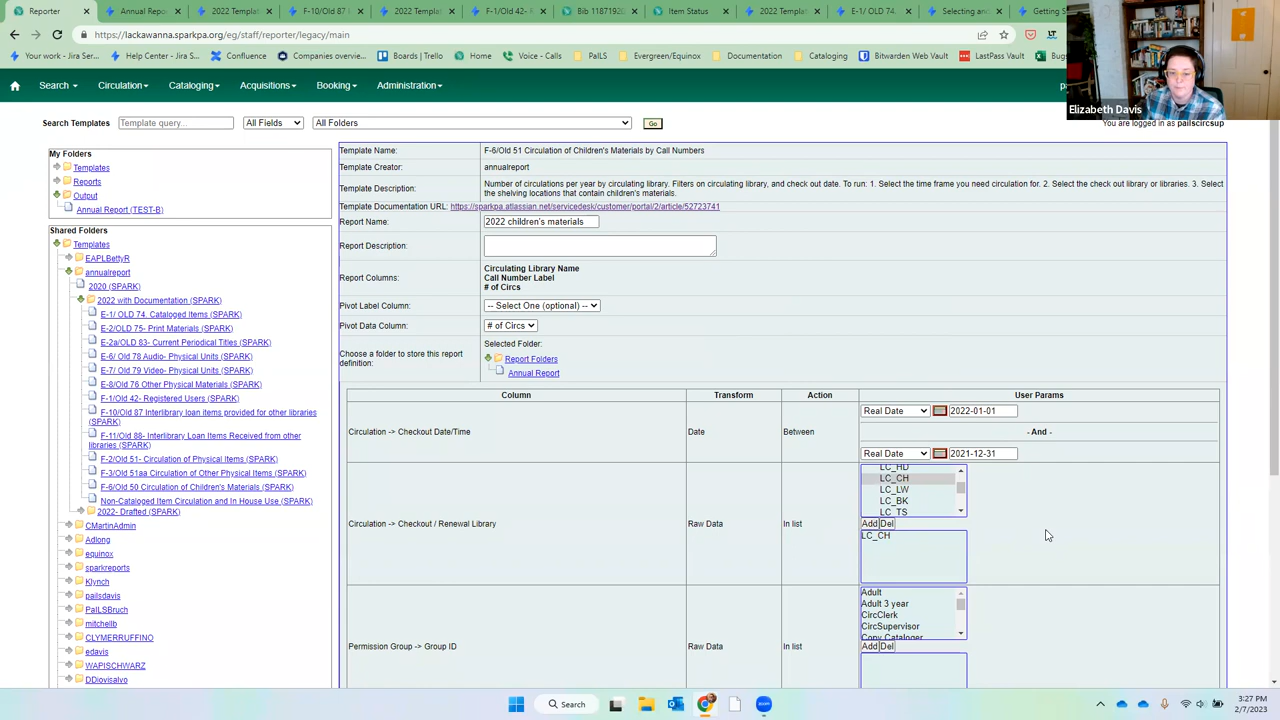 Templat
Activity
2022 Templ
F-10/Old
2022 Templ
F-1/Old 42- R
Bib 1187192
Item Status
2022 Templ
E-1/ OLD 74.
Selecting and
Getting S
https://lackawanna.sparkpa.org/eg/staff/reporter/legacy/main
Your work - Jira Ser...
Help Center - Jira S...
Confluence
Companies overvie...
Boards | Trello
Home
Voice - Calls
PaILS
Evergreen/Equinox
Documentation
Cataloging
Bitwarden Web Vault
LastPass Vault
Bugs
Elizabeth Davis
Search
Circulation
Cataloging
Acquisitions
Booking
Administration
Search Templates
Template query...
All Fields
All Folders
Go
You are logged in as pailscircsup
My Folders
Templates
Reports
Output
Annual Report (TEST-B)
Shared Folders
Templates
EAPLBettyR
annualreport
2020 (SPARK)
2022 with Documentation (SPARK)
E-1/ OLD 74. Cataloged Items (SPARK)
E-2/OLD 75- Print Materials (SPARK)
E-2a/OLD 83- Current Periodical Titles (SPARK)
E-6/ Old 78 Audio- Physical Units (SPARK)
E-7/ Old 79 Video- Physical Units (SPARK)
E-8/Old 76 Other Physical Materials (SPARK)
F-1/Old 42- Registered Users (SPARK)
F-10/Old 87 Interlibrary loan items provided for other libraries
(SPARK)
F-11/Old 88- Interlibrary Loan Items Received from other
libraries (SPARK)
F-2/Old 51- Circulation of Physical Items (SPARK)
F-3/Old 51aa Circulation of Other Physical Items (SPARK)
F-6/Old 50 Circulation of Children's Materials (SPARK)
Non-Cataloged Item Circulation and In House Use (SPARK)
2022- Drafted (SPARK)
CMartinAdmin
Adlong
equinox
sparkreports
Klynch
pailsdavis
PaILSBruch
mitchellb
CLYMERRUFFINO
edavis
WAPISCHWARZ
DDiovisalvo
Template Name: F-6/Old 51 Circulation of Children's Materials by Call Numbers
Template Creator: annualreport
Template Description: Number of circulations per year by circulating library. Filters on circulating library, and check out date. To run: 1. Select the time frame you need circulation for. 2. Select the check out library or libraries. 3. Select
the shelving locations that contain children's materials.
Template Documentation URL: https://sparkpa.atlassian.net/servicedesk/customer/portal/2/article/52723741
Report Name: 2022 children's materials
Report Description:
Report Columns: Circulating Library Name
Call Number Label
# of Circs
Pivot Label Column: -- Select One (optional) --
Pivot Data Column: # of Circs
Choose a folder to store this report
definition:
Selected Folder:
Report Folders
Annual Report
Column Transform Action User Params
Circulation -> Checkout Date/Time Date Between
Real Date 2022-01-01
- And -
Real Date 2021-12-31
Circulation -> Checkout / Renewal Library Raw Data In list
LC_HD
LC_CH
LC_LW
LC_BK
LC_TS
Add Del
LC_CH
Permission Group -> Group ID Raw Data In list
Adult
Adult 3 year
CircClerk
CircSupervisor
Copy Cataloger
Add Del
Search
3:27 PM
2/7/2023